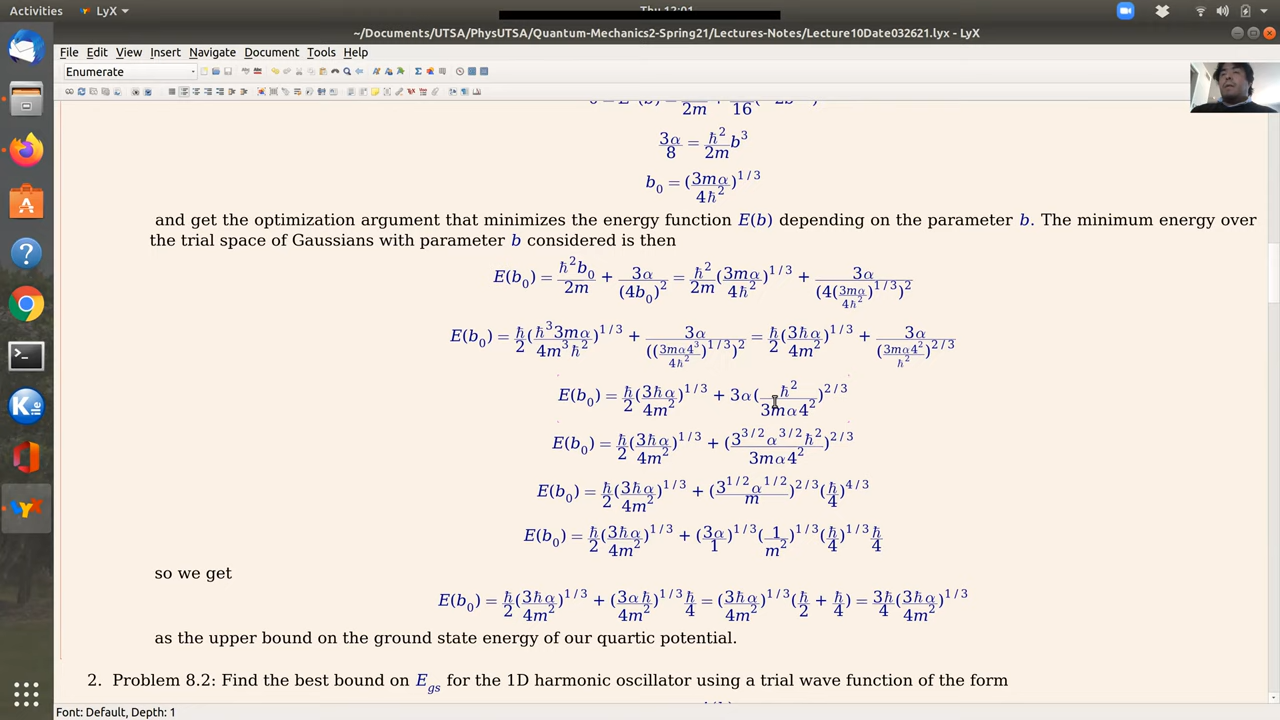 Activities LyX ▾ Thu 12:01
~/Documents/UTSA/PhysUTSA/Quantum-Mechanics2-Spring21/Lectures-Notes/Lecture10Date032621.lyx - LyX
File Edit View Insert Navigate Document Tools Help
Enumerate
3α/8 = ℏ²/2m b³
b₀ = (3mα/4ℏ²)^1/3
and get the optimization argument that minimizes the energy function E(b) depending on the parameter b. The minimum energy over
the trial space of Gaussians with parameter b considered is then
E(b₀) = ℏ²b₀/2m + 3α/(4b₀)² = ℏ²/2m (3mα/4ℏ²)^1/3 + 3α/(4(3mα/4ℏ²)^1/3)²
E(b₀) = ℏ/2 (ℏ³3mα/4m³ℏ²)^1/3 + 3α/((3mα4³/4ℏ²)^1/3)² = ℏ/2 (3ℏα/4m²)^1/3 + 3α/(3mα4²/ℏ²)^2/3
E(b₀) = ℏ/2 (3ℏα/4m²)^1/3 + 3α(ℏ²/3mα4²)^2/3
E(b₀) = ℏ/2 (3ℏα/4m²)^1/3 + (3^3/2 α^3/2 ℏ²/3mα4²)^2/3
E(b₀) = ℏ/2 (3ℏα/4m²)^1/3 + (3^1/2 α^1/2/m)^2/3 (ℏ/4)^4/3
E(b₀) = ℏ/2 (3ℏα/4m²)^1/3 + (3α/1)^1/3 (1/m²)^1/3 (ℏ/4)^1/3 ℏ/4
so we get
E(b₀) = ℏ/2 (3ℏα/4m²)^1/3 + (3αℏ/4m²)^1/3 ℏ/4 = (3ℏα/4m²)^1/3 (ℏ/2 + ℏ/4) = 3ℏ/4 (3ℏα/4m²)^1/3
as the upper bound on the ground state energy of our quartic potential.
2. Problem 8.2: Find the best bound on E_gs for the 1D harmonic oscillator using a trial wave function of the form
Font: Default, Depth: 1